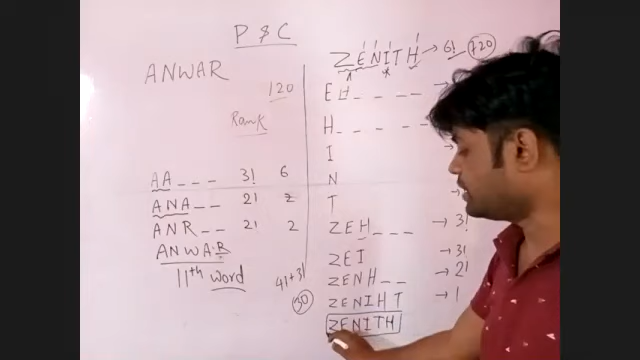 P & C
ANWAR
120
Rank
AA _ _ _ 3! 6
ANA _ _ 2! 2
ANR _ _ 2! 2
ANWAR
11th word
4! + 3!
30
ZENITH → 6! 720
E H _ _ _ _ →
H _ _ _ _ _
I
N
T
ZEH _ _ _ → 3!
ZEI 3!
ZENH _ _ → 2!
ZENIHT → 1
ZENITH